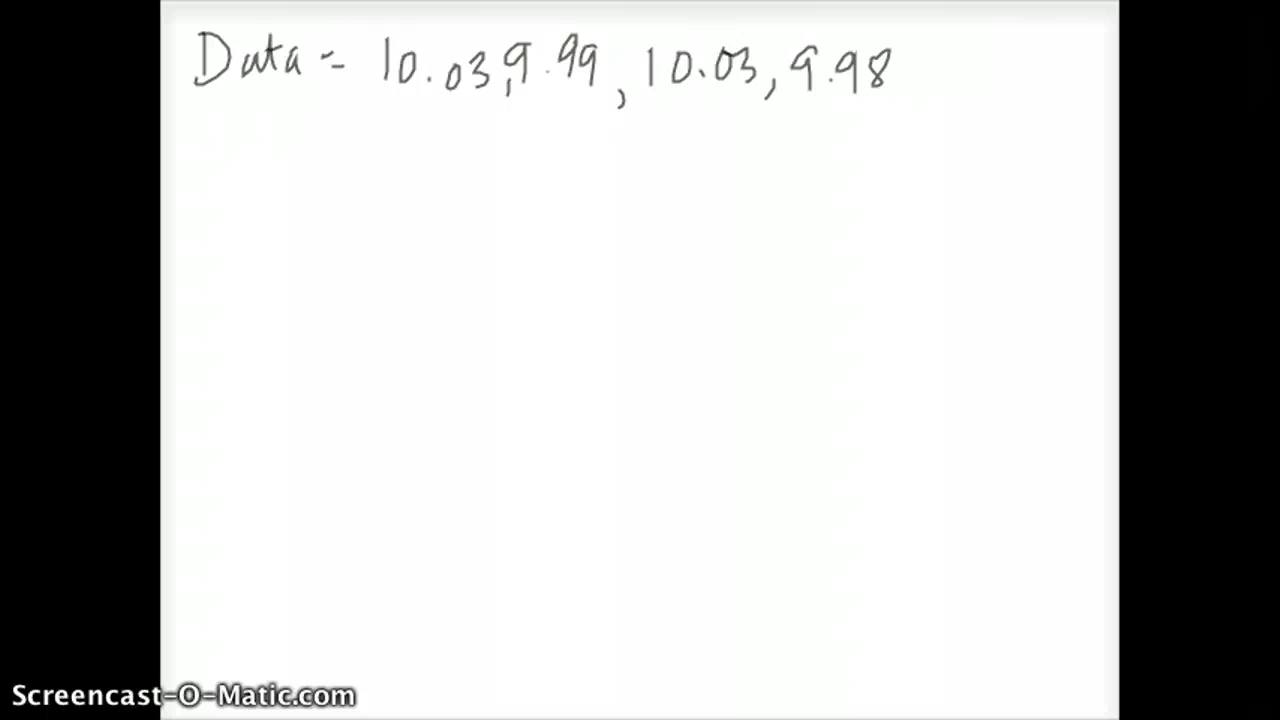 Data = 10.03, 9.99, 10.03, 9.98
Screencast-O-Matic.com